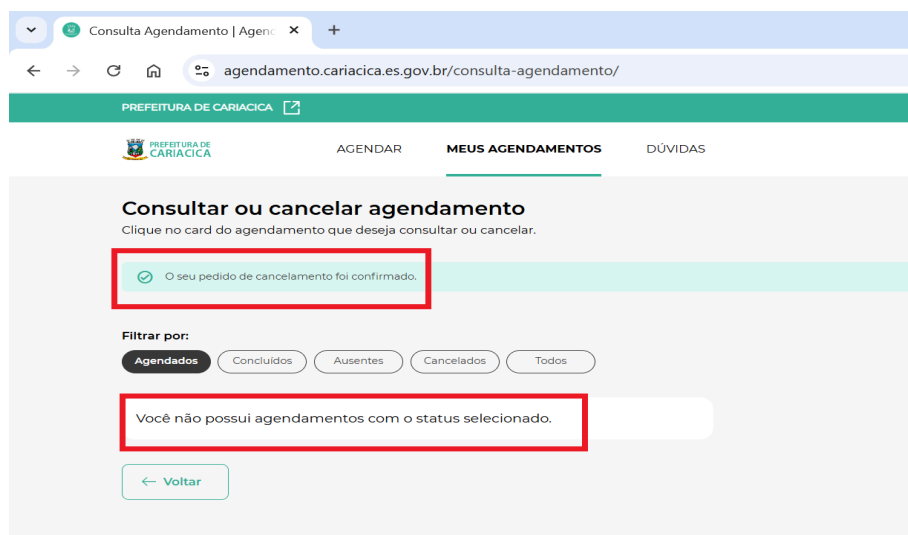 Consulta Agendamento | Agenc
agendamento.cariacica.es.gov.br/consulta-agendamento/
PREFEITURA DE CARIACICA
PREFEITURA DE
CARIACICA
AGENDAR MEUS AGENDAMENTOS DÚVIDAS
Consultar ou cancelar agendamento
Clique no card do agendamento que deseja consultar ou cancelar.
O seu pedido de cancelamento foi confirmado.
Filtrar por:
Agendados Concluídos Ausentes Cancelados Todos
Você não possui agendamentos com o status selecionado.
Voltar